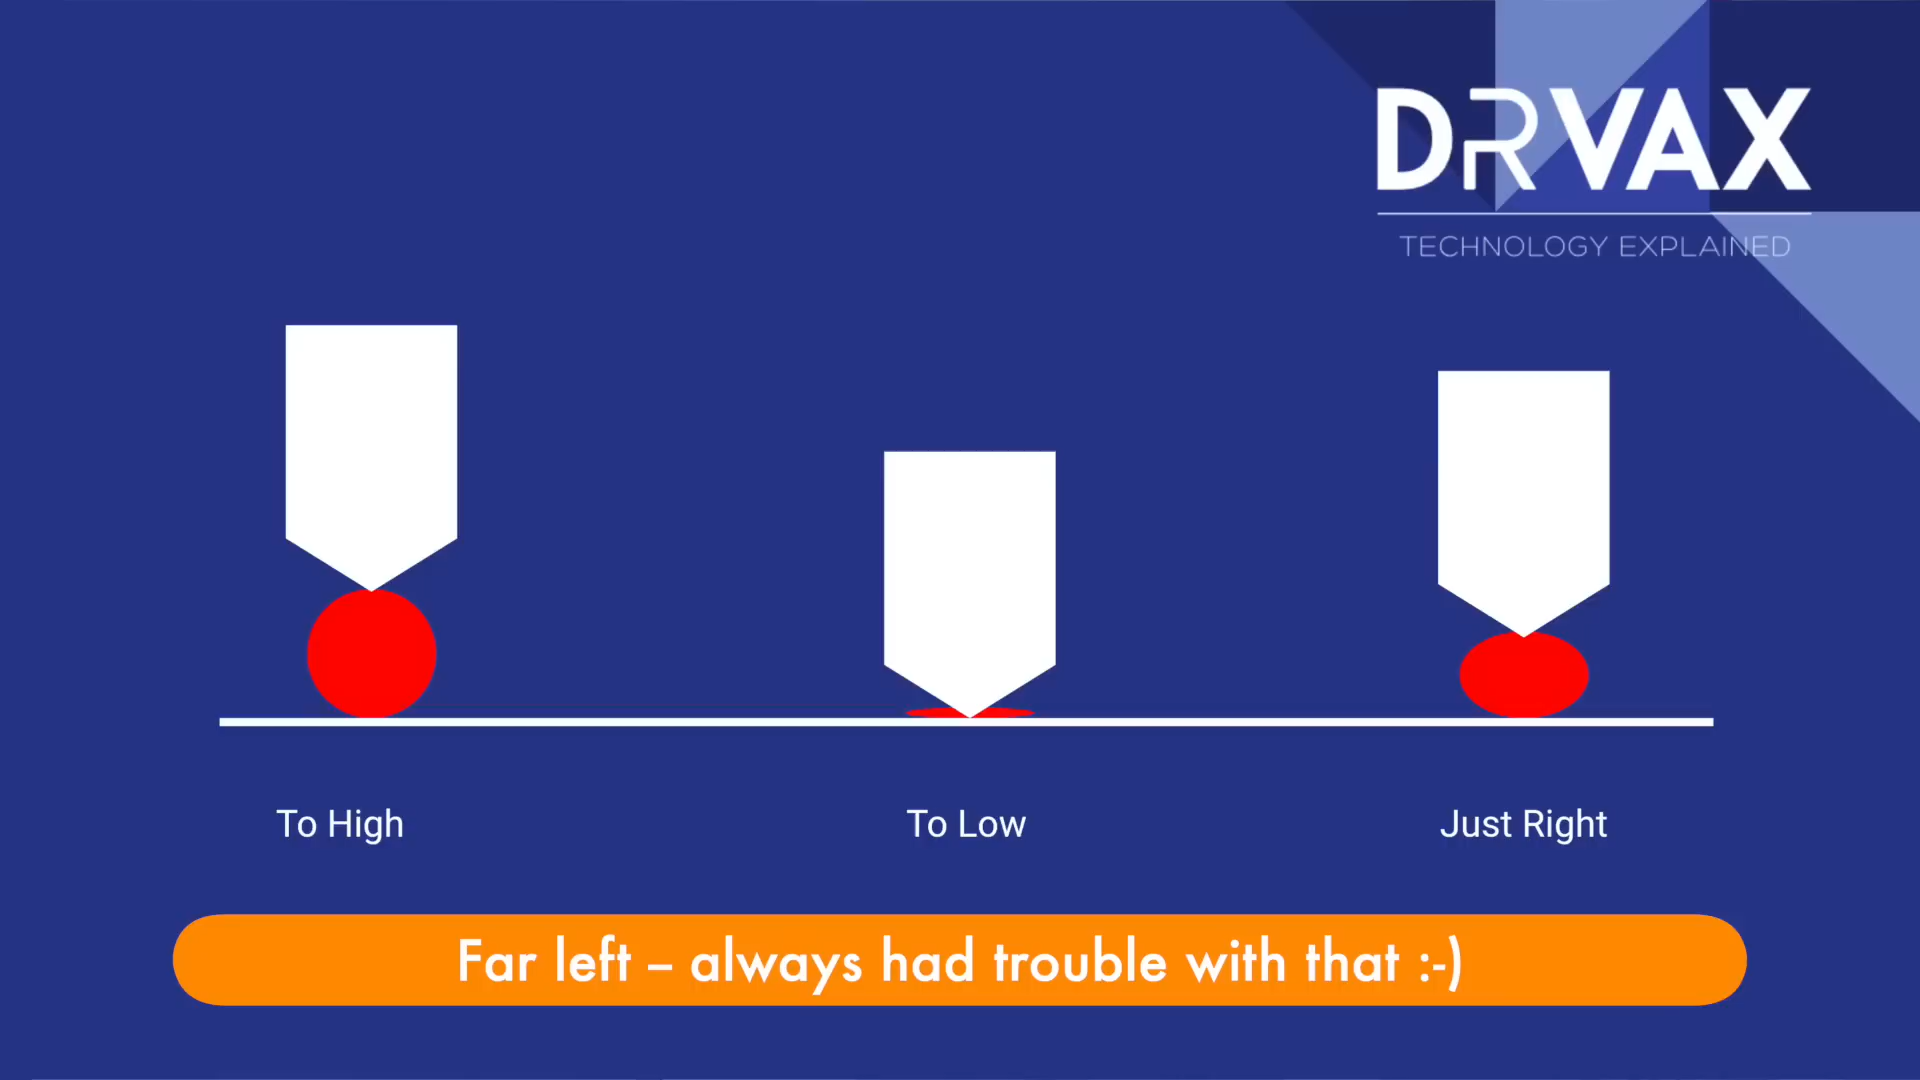 DRVAX
TECHNOLOGY EXPLAINED
To High
To Low
Just Right
Far left – always had trouble with that :-)